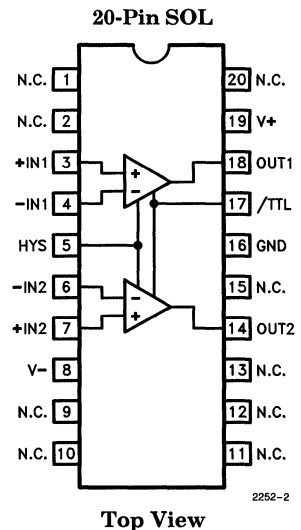 20-Pin SOL
N.C. 1 20 N.C.
N.C. 2 19 V+
+IN1 3 + 18 OUT1
−IN1 4 − 17 /TTL
HYS 5 16 GND
−IN2 6 − 15 N.C.
+IN2 7 + 14 OUT2
V− 8 13 N.C.
N.C. 9 12 N.C.
N.C. 10 11 N.C.
2252-2
Top View